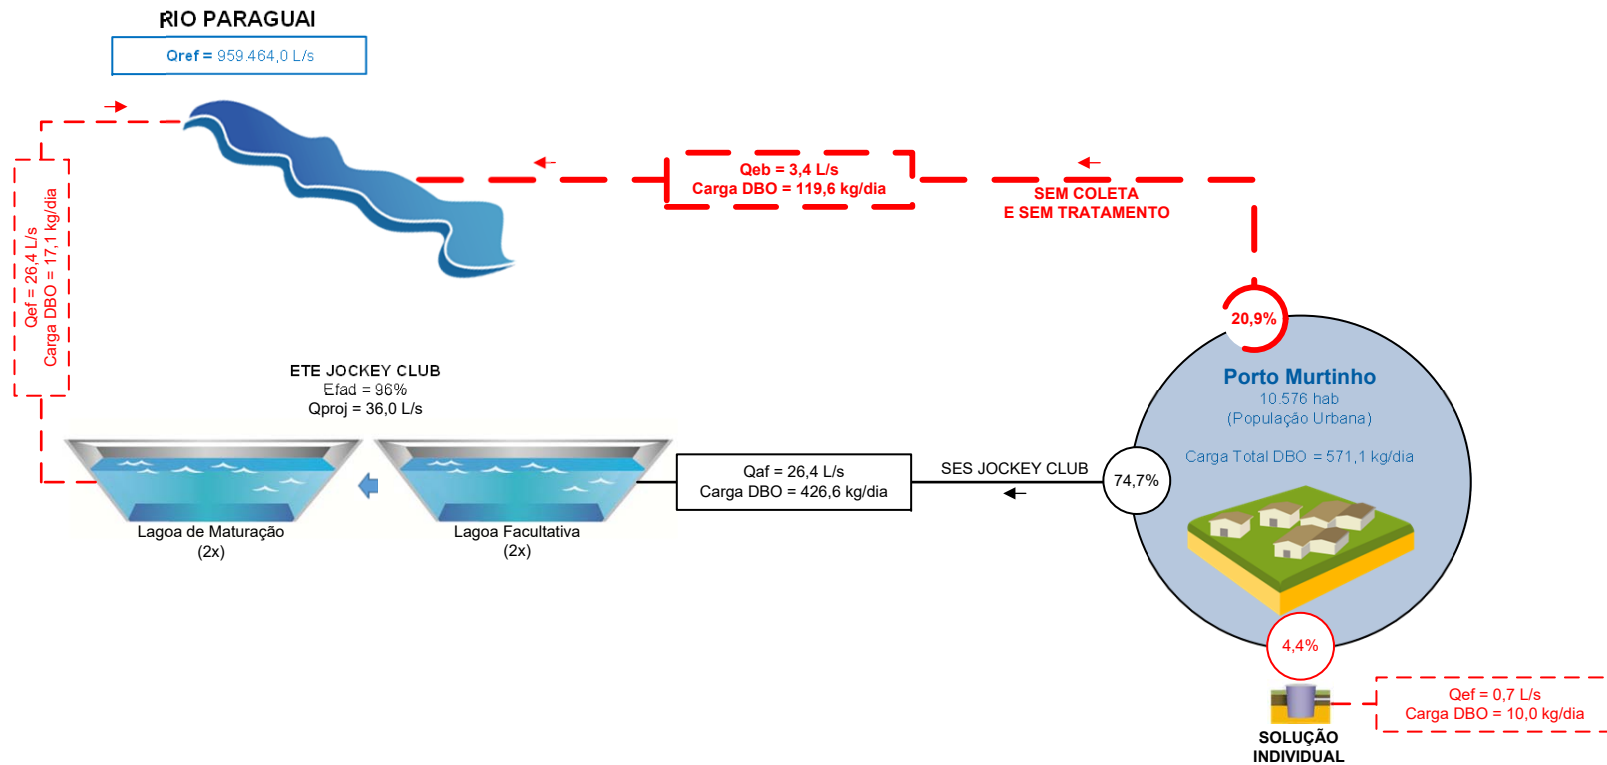 RIO PARAGUAI
Qref = 959.464,0 L/s
Qeb = 3,4 L/s
Carga DBO = 119,6 kg/dia
SEM COLETA
E SEM TRATAMENTO
Qef = 26,4 L/s
Carga DBO = 17,1 kg/dia
20,9%
ETE JOCKEY CLUB
Efad = 96%
Qproj = 36,0 L/s
Porto Murtinho
10.576 hab
(População Urbana)
Carga Total DBO = 571,1 kg/dia
Qaf = 26,4 L/s
Carga DBO = 426,6 kg/dia
SES JOCKEY CLUB
74,7%
Lagoa de Maturação
(2x)
Lagoa Facultativa
(2x)
4,4%
Qef = 0,7 L/s
Carga DBO = 10,0 kg/dia
SOLUÇÃO
INDIVIDUAL